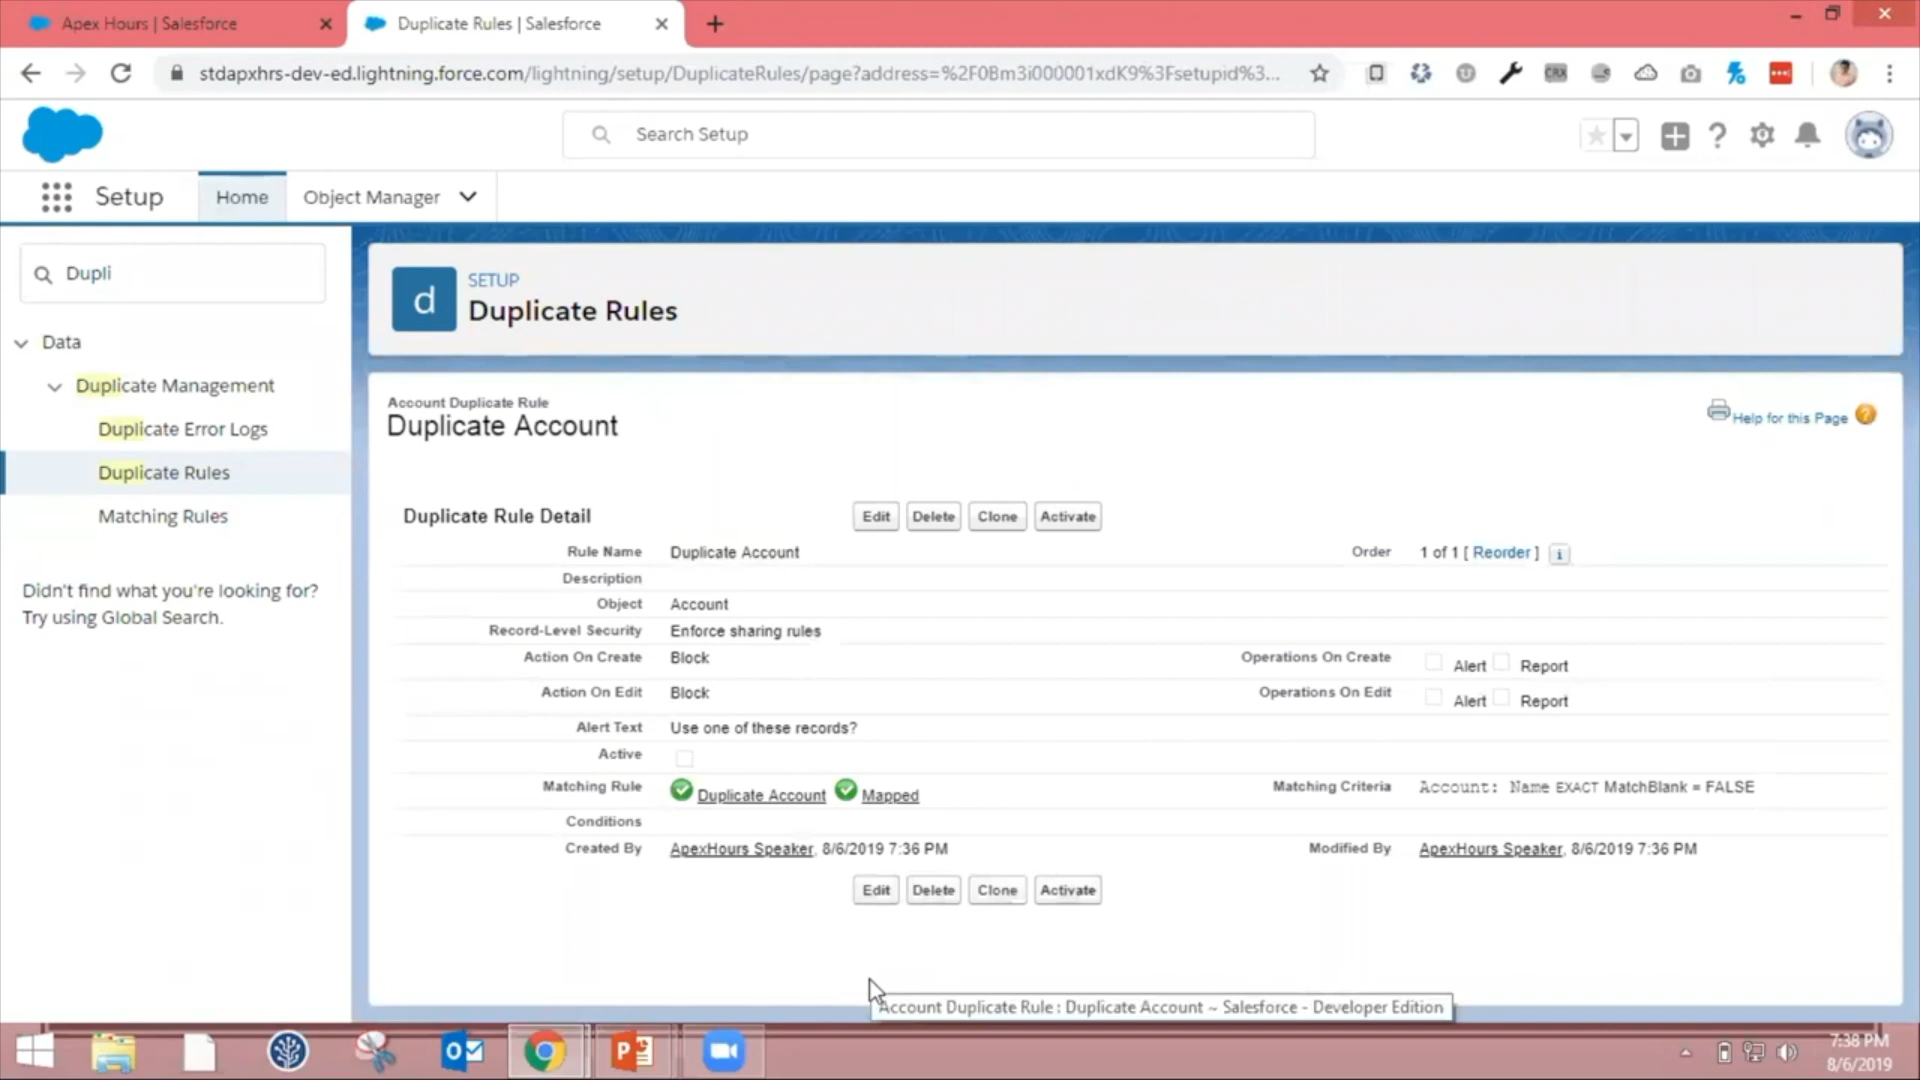 Apex Hours | Salesforce
Duplicate Rules | Salesforce
stdapxhrs-dev-ed.lightning.force.com/lightning/setup/DuplicateRules/page?address=%2F0Bm3i000001xdK9%3Fsetupid%3...
CRX
Search Setup
Setup
Home
Object Manager
Dupli
Data
Duplicate Management
Duplicate Error Logs
Duplicate Rules
Matching Rules
Didn't find what you're looking for?
Try using Global Search.
d
SETUP
Duplicate Rules
Account Duplicate Rule
Duplicate Account
Help for this Page ?
Duplicate Rule Detail
Edit Delete Clone Activate
Rule Name Duplicate Account Order 1 of 1 [ Reorder ] i
Description
Object Account
Record-Level Security Enforce sharing rules
Action On Create Block Operations On Create Alert Report
Action On Edit Block Operations On Edit Alert Report
Alert Text Use one of these records?
Active
Matching Rule Duplicate Account Mapped Matching Criteria Account: Name EXACT MatchBlank = FALSE
Conditions
Created By ApexHours Speaker, 8/6/2019 7:36 PM Modified By ApexHours Speaker, 8/6/2019 7:36 PM
Edit Delete Clone Activate
Account Duplicate Rule : Duplicate Account ~ Salesforce - Developer Edition
7:38 PM
8/6/2019